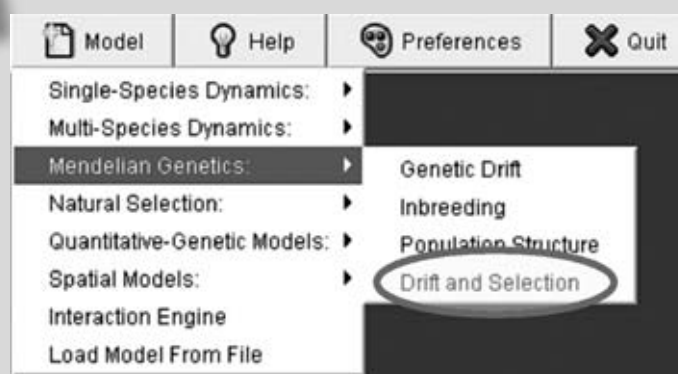 Model Help Preferences Quit
Single-Species Dynamics:
Multi-Species Dynamics:
Mendelian Genetics:
Natural Selection:
Quantitative-Genetic Models:
Spatial Models:
Interaction Engine
Load Model From File
Genetic Drift
Inbreeding
Population Structure
Drift and Selection